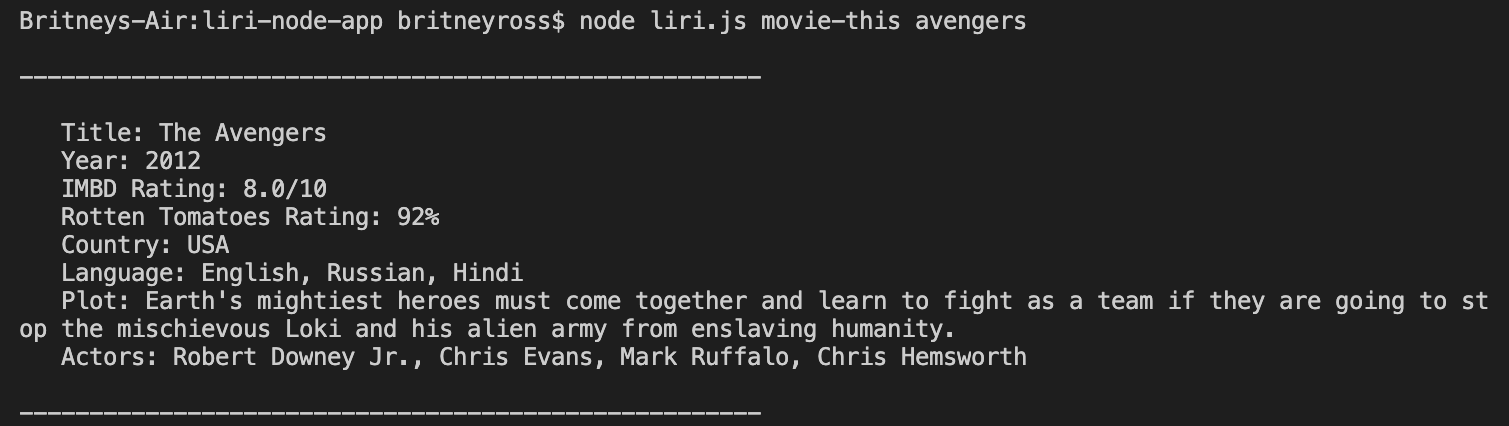 Britneys-Air:liri-node-app britneyross$ node liri.js movie-this avengers
-----------------------------------------------------
Title: The Avengers
Year: 2012
IMBD Rating: 8.0/10
Rotten Tomatoes Rating: 92%
Country: USA
Language: English, Russian, Hindi
Plot: Earth's mightiest heroes must come together and learn to fight as a team if they are going to st
op the mischievous Loki and his alien army from enslaving humanity.
Actors: Robert Downey Jr., Chris Evans, Mark Ruffalo, Chris Hemsworth
-----------------------------------------------------